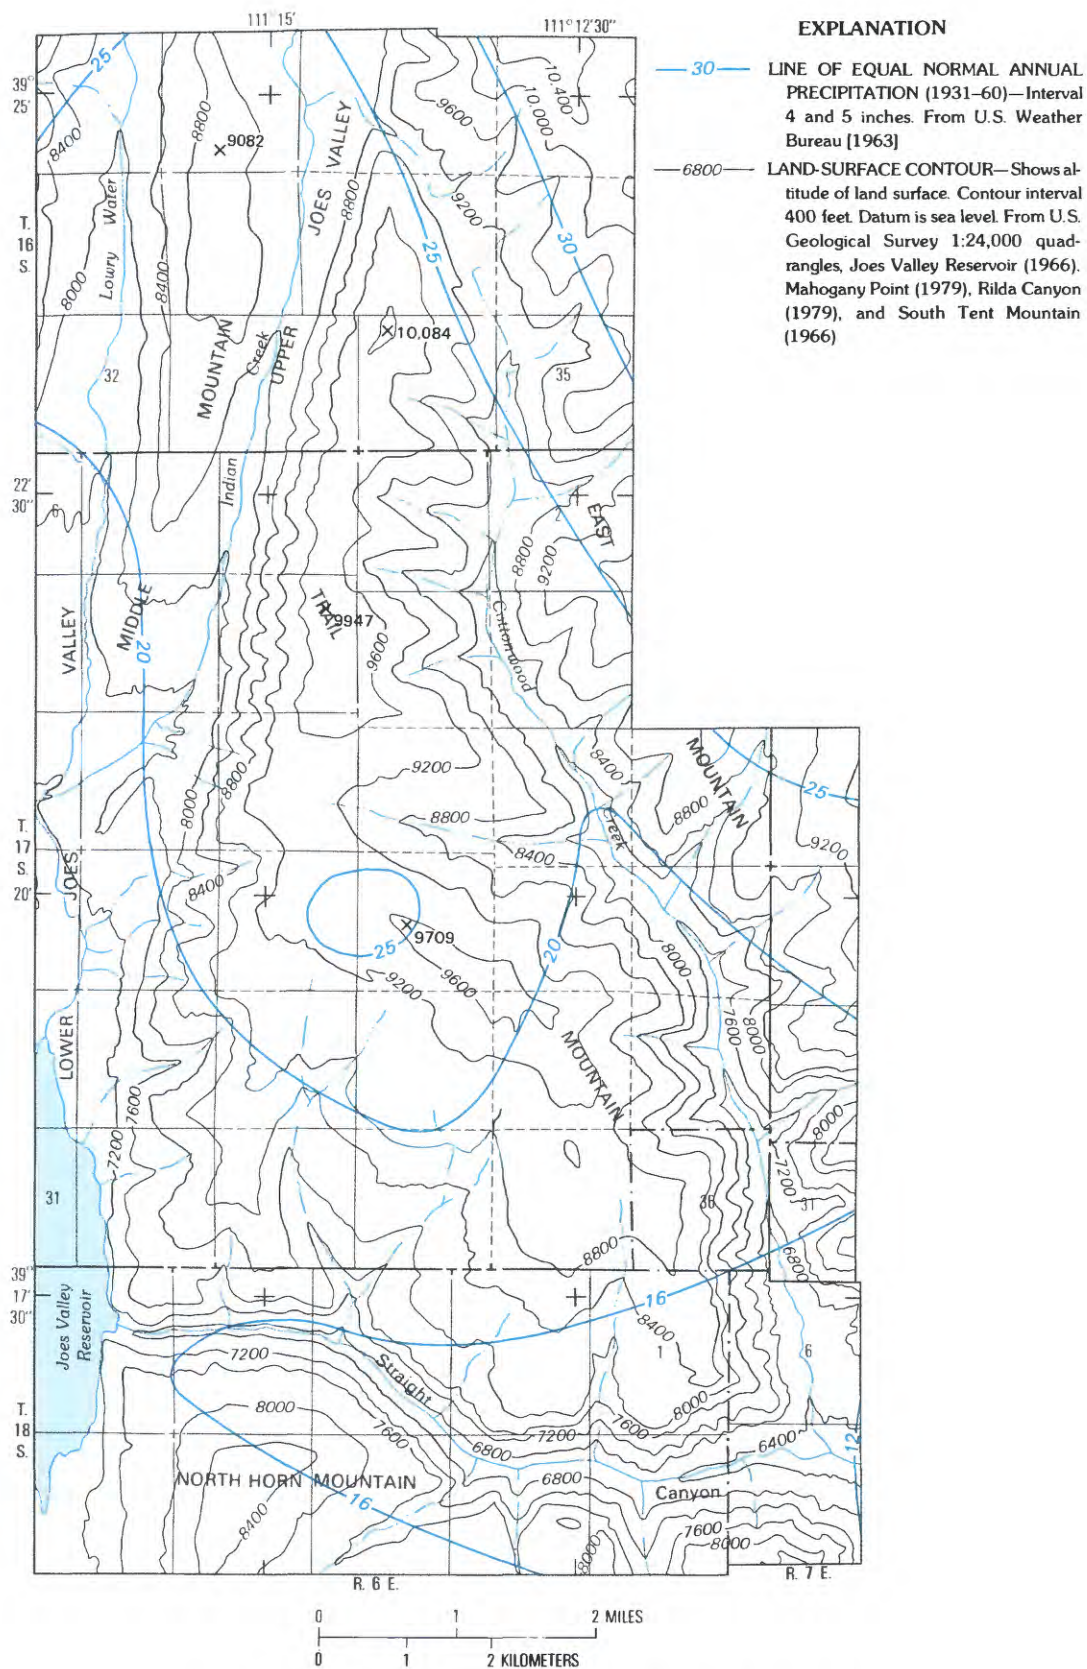 111° 15'
111° 12' 30"
EXPLANATION
30 LINE OF EQUAL NORMAL ANNUAL
PRECIPITATION (1931–60)—Interval
4 and 5 inches. From U.S. Weather
Bureau [1963]
6800 LAND-SURFACE CONTOUR—Shows al-
titude of land surface. Contour interval
400 feet. Datum is sea level. From U.S.
Geological Survey 1:24,000 quad-
rangles, Joes Valley Reservoir (1966).
Mahogany Point (1979), Rilda Canyon
(1979), and South Tent Mountain
(1966)
39°
25'
25
8400
8800
9082
9600
10,000
10,400
JOES VALLEY
UPPER
8800
9200
25
30
T.
16
S.
Lowry Water
8000
8400
MOUNTAIN
Indian Creek
10,084
32
35
22'
30"
6
2
EAST
8800
9200
MIDDLE
20
VALLEY
TRAIL
9947
9600
Cottonwood
Creek
MOUNTAIN
8400
8800
25
9200
9200
8800
8400
8000
8800
8400
T.
17
S.
20'
JOES
LOWER
25
9709
9600
9200
20
MOUNTAIN
8000
7600
8000
8000
7200
7600
7200
31
36
31
6800
8800
39°
17'
30"
Joes Valley
Reservoir
16
8400
1
6
7200
Straight
8000
7600
8000
7600
7200
6800
6800
6400
12
T.
18
S.
NORTH HORN MOUNTAIN
16
8400
Canyon
7600
8000
8000
R. 6 E.
R. 7 E.
0 1 2 MILES
0 1 2 KILOMETERS